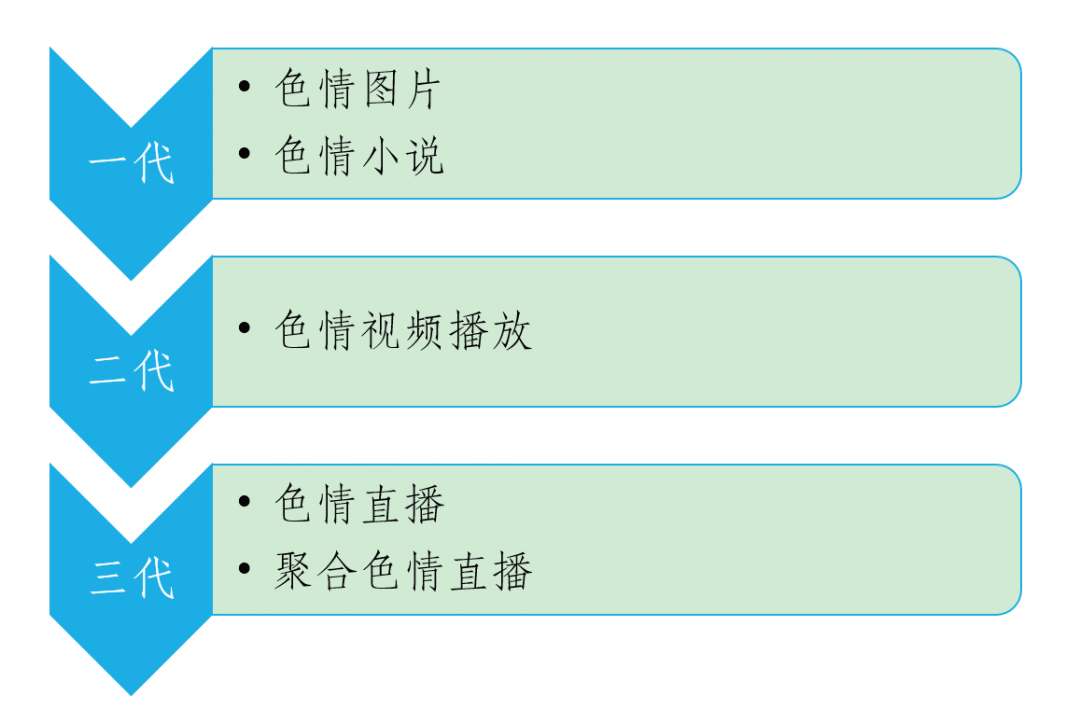 一代
• 色情图片
• 色情小说
二代
• 色情视频播放
三代
• 色情直播
• 聚合色情直播